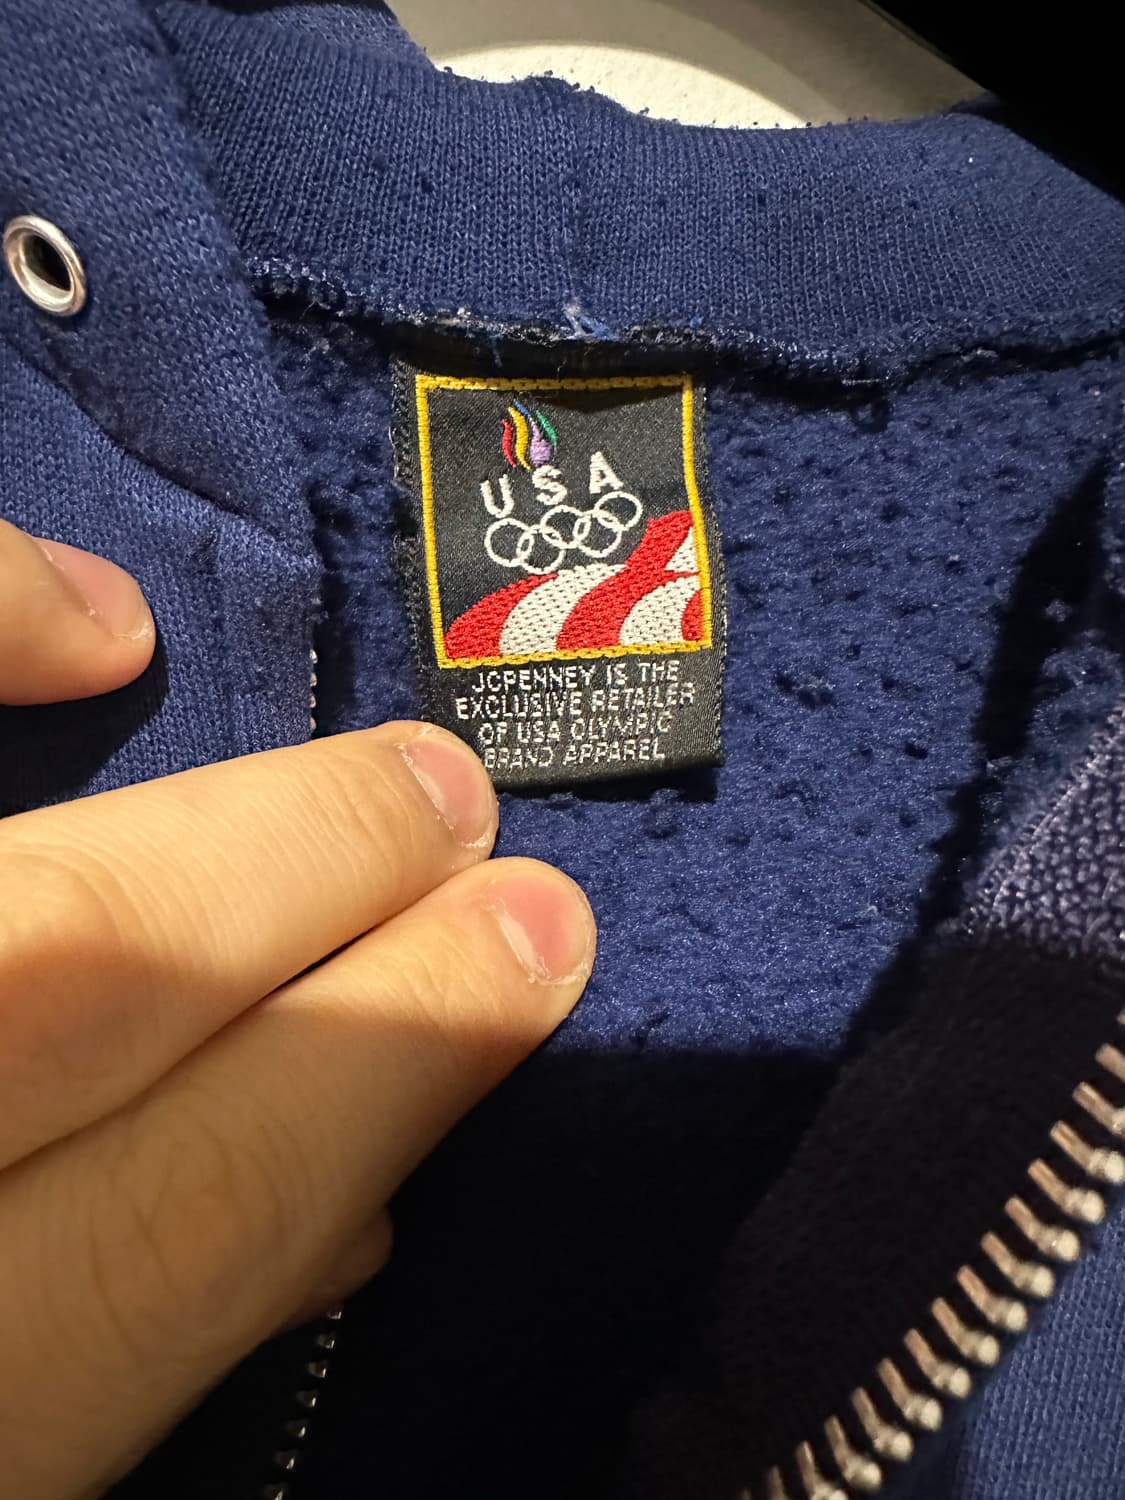 USA
JCPENNEY IS THE
EXCLUSIVE RETAILER
OF USA OLYMPIC
BRAND APPAREL